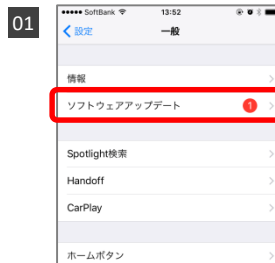 01
SoftBank 13:52
設定 一般
情報
ソフトウェアアップデート 1
Spotlight検索
Handoff
CarPlay
ホームボタン